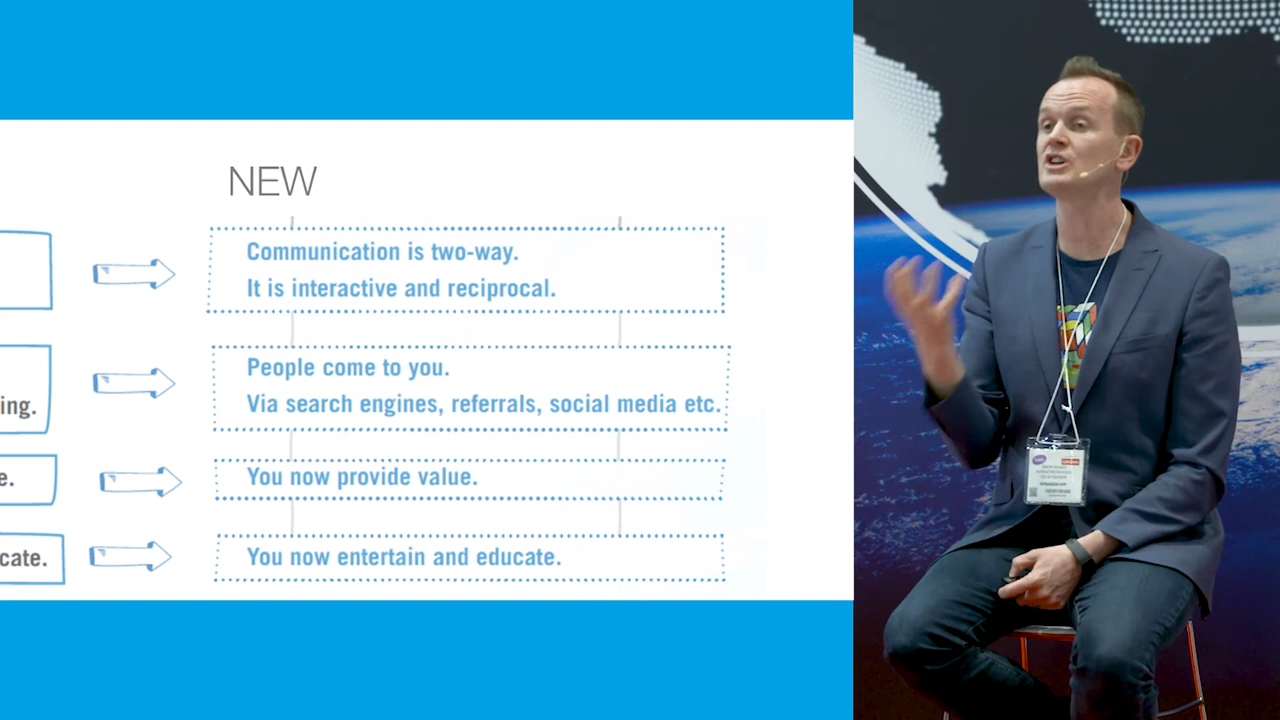 NEW
Communication is two-way.
It is interactive and reciprocal.
People come to you.
ing.
Via search engines, referrals, social media etc.
e.
You now provide value.
cate.
You now entertain and educate.